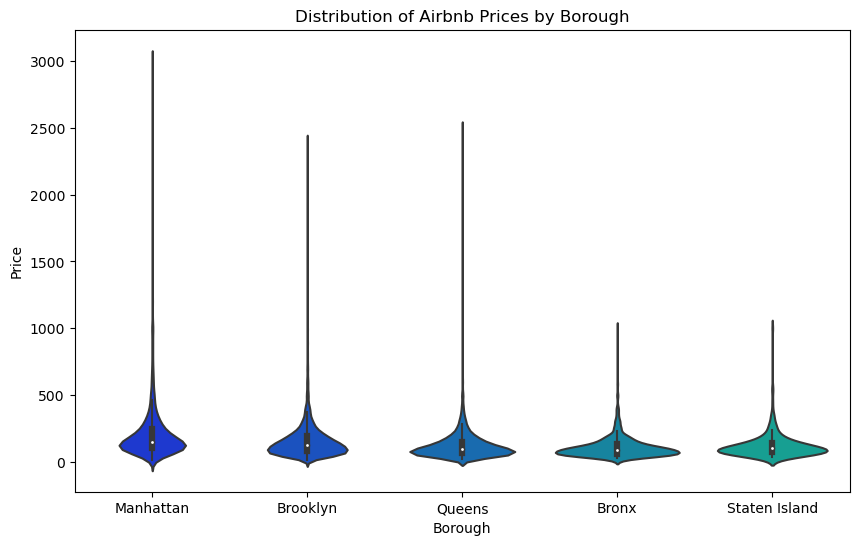 Distribution of Airbnb Prices by Borough
3000
2500
2000
1500
1000
500
0
Price
Manhattan
Brooklyn
Queens
Bronx
Staten Island
Borough